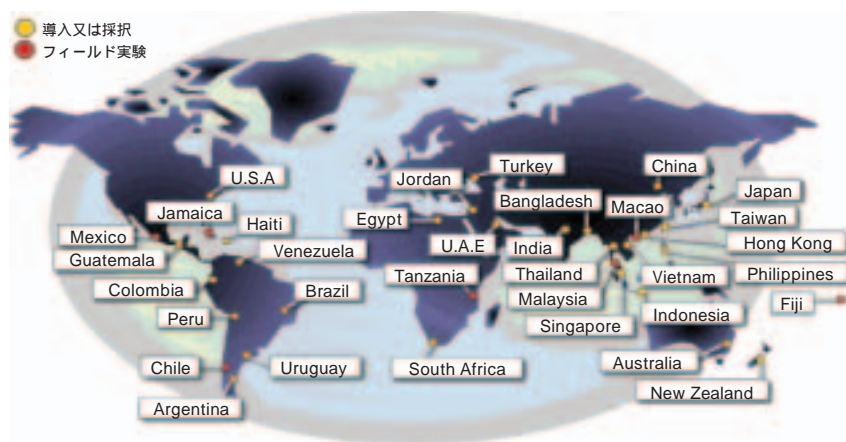 導入又は採択
フィールド実験
U.S.A
Jordan
Turkey
China
Jamaica
Bangladesh
Japan
Haiti
Egypt
Macao
Taiwan
Mexico
U.A.E
India
Hong Kong
Guatemala
Venezuela
Tanzania
Thailand
Vietnam
Philippines
Colombia
Brazil
Malaysia
Fiji
Peru
Singapore
Indonesia
Chile
Uruguay
South Africa
Australia
Argentina
New Zealand